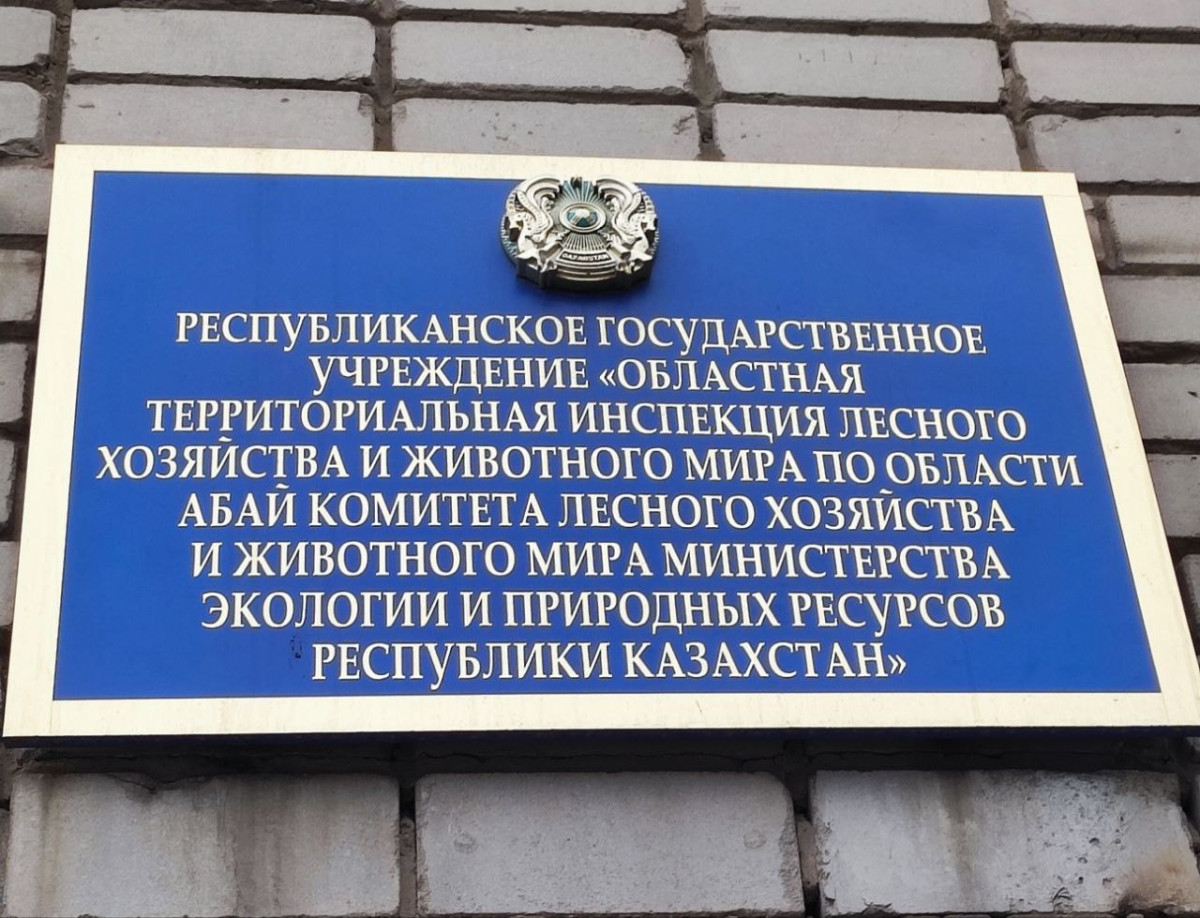 QAZAQSTAN
РЕСПУБЛИКАНСКОЕ ГОСУДАРСТВЕННОЕ
УЧРЕЖДЕНИЕ «ОБЛАСТНАЯ
ТЕРРИТОРИАЛЬНАЯ ИНСПЕКЦИЯ ЛЕСНОГО
ХОЗЯЙСТВА И ЖИВОТНОГО МИРА ПО ОБЛАСТИ
АБАЙ КОМИТЕТА ЛЕСНОГО ХОЗЯЙСТВА
И ЖИВОТНОГО МИРА МИНИСТЕРСТВА
ЭКОЛОГИИ И ПРИРОДНЫХ РЕСУРСОВ
РЕСПУБЛИКИ КАЗАХСТАН»